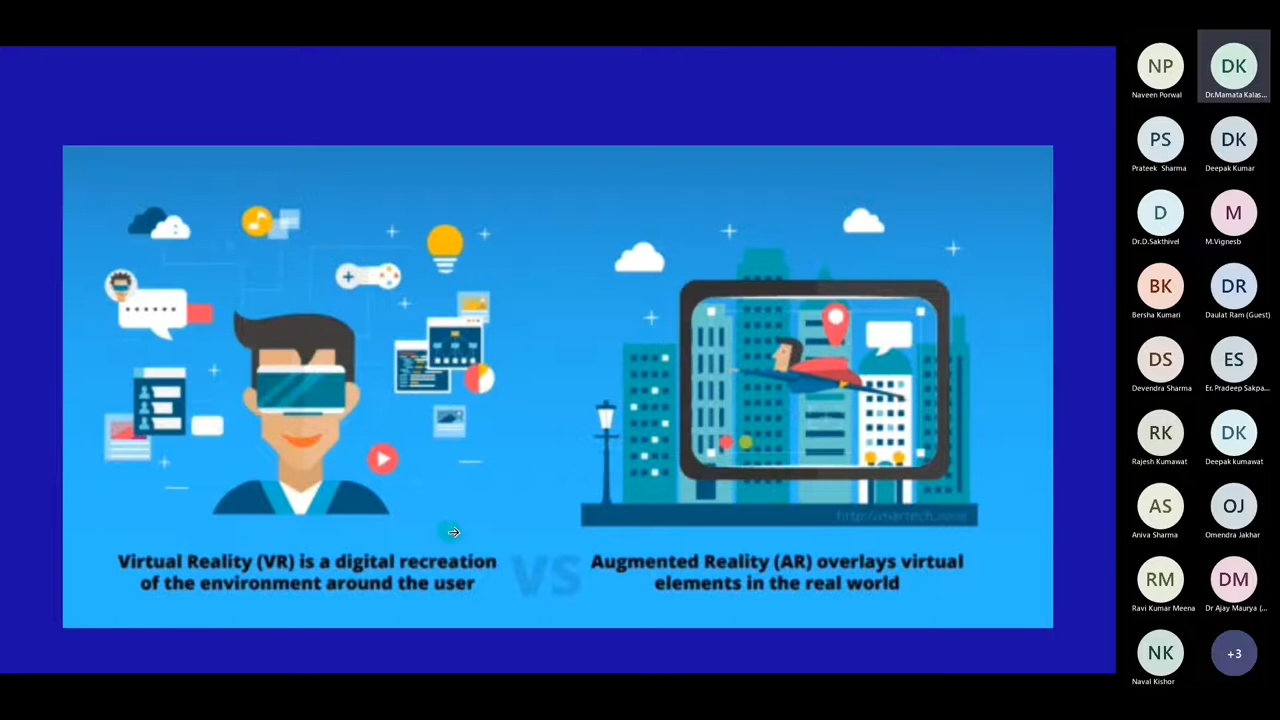 Virtual Reality (VR) is a digital recreation
of the environment around the user
VS
Augmented Reality (AR) overlays virtual
elements in the real world
NP
Naveen Porwal
DK
Dr.Mamata Kalas...
PS
Prateek Sharma
DK
Deepak Kumar
D
Dr.D.Sakthivel
M
M.Vignesb
BK
Bersha Kumari
DR
Daulat Ram (Guest)
DS
Devendra Sharma
ES
Er. Pradeep Sakpa...
RK
Rajesh Kumawat
DK
Deepak kumawat
AS
Aniva Sharma
OJ
Omendra Jakhar
RM
Ravi Kumar Meena
DM
Dr Ajay Maurya (...
NK
Naval Kishor
+3